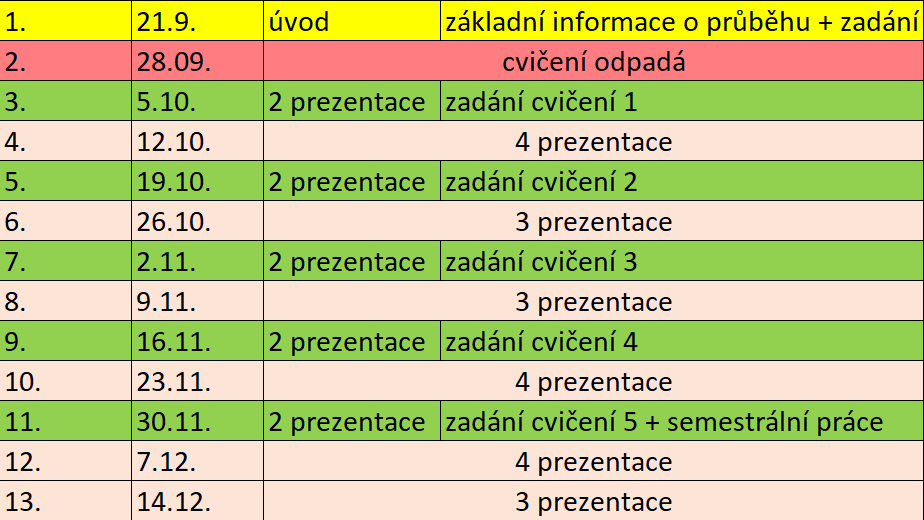 1. 21.9. úvod základní informace o průběhu + zadání
2. 28.09. cvičení odpadá
3. 5.10. 2 prezentace zadání cvičení 1
4. 12.10. 4 prezentace
5. 19.10. 2 prezentace zadání cvičení 2
6. 26.10. 3 prezentace
7. 2.11. 2 prezentace zadání cvičení 3
8. 9.11. 3 prezentace
9. 16.11. 2 prezentace zadání cvičení 4
10. 23.11. 4 prezentace
11. 30.11. 2 prezentace zadání cvičení 5 + semestrální práce
12. 7.12. 4 prezentace
13. 14.12. 3 prezentace